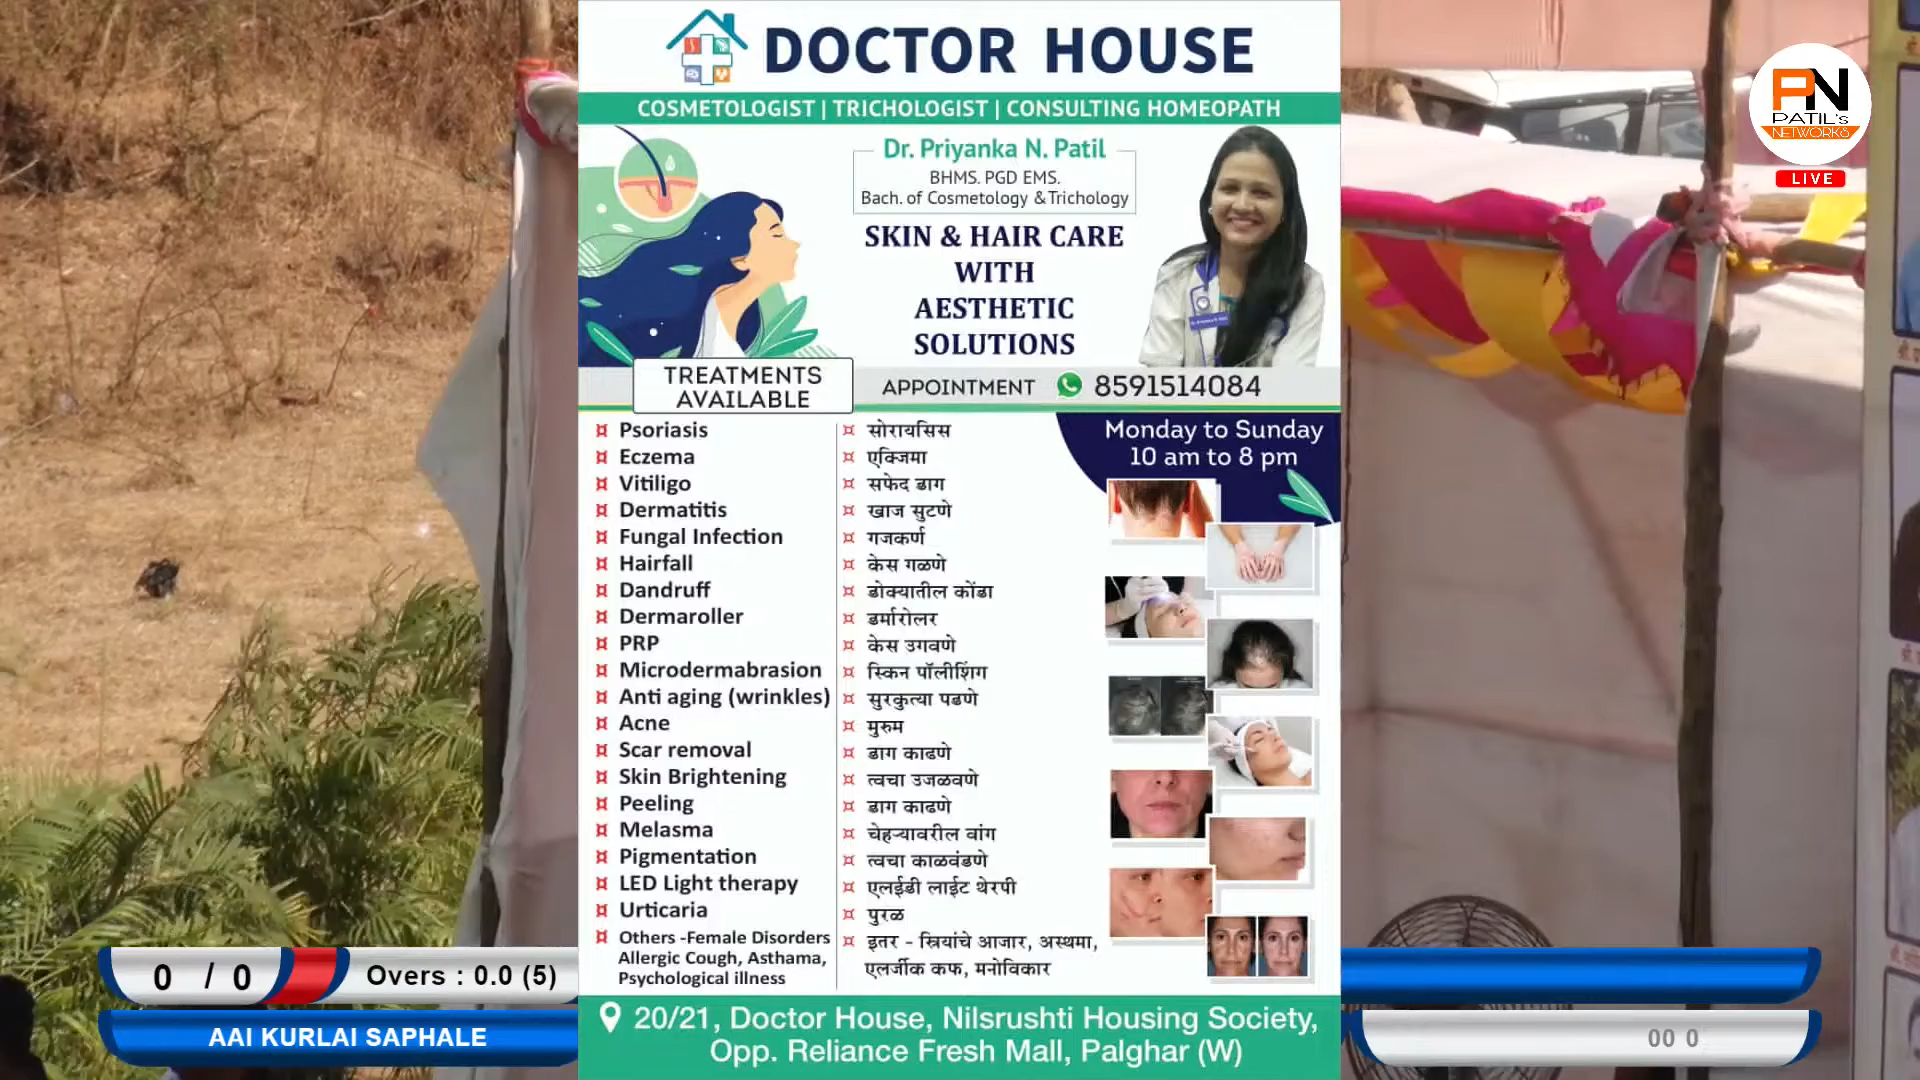 DOCTOR HOUSE
COSMETOLOGIST | TRICHOLOGIST | CONSULTING HOMEOPATH
Dr. Priyanka N. Patil
BHMS. PGD EMS.
Bach. of Cosmetology & Trichology
SKIN & HAIR CARE
WITH
AESTHETIC
SOLUTIONS
TREATMENTS
AVAILABLE
APPOINTMENT 8591514084
Monday to Sunday
10 am to 8 pm
Psoriasis
Eczema
Vitiligo
Dermatitis
Fungal Infection
Hairfall
Dandruff
Dermaroller
PRP
Microdermabrasion
Anti aging (wrinkles)
Acne
Scar removal
Skin Brightening
Peeling
Melasma
Pigmentation
LED Light therapy
Urticaria
Others -Female Disorders
Allergic Cough, Asthama,
Psychological illness
सोरायसिस
एक्जिमा
सफेद डाग
खाज सुटणे
गजकर्ण
केस गळणे
डोक्यातील कोंडा
डर्मारोलर
केस उगवणे
स्किन पॉलीशिंग
सुरकुत्या पडणे
मुरुम
डाग काढणे
त्वचा उजळवणे
डाग काढणे
चेहऱ्यावरील वांग
त्वचा काळवंडणे
एलईडी लाईट थेरपी
पुरळ
इतर - स्त्रियांचे आजार, अस्थमा,
एलर्जीक कफ, मनोविकार
20/21, Doctor House, Nilsrushti Housing Society,
Opp. Reliance Fresh Mall, Palghar (W)
PN
PATIL's
NETWORKS
LIVE
0 / 0 Overs : 0.0 (5)
AAI KURLAI SAPHALE
00 0